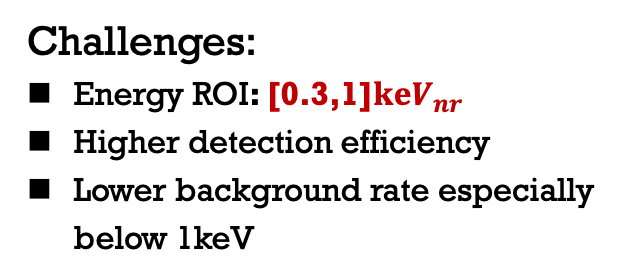 Challenges:
■ Energy ROI: [0.3,1]keV_nr
■ Higher detection efficiency
■ Lower background rate especially
below 1keV